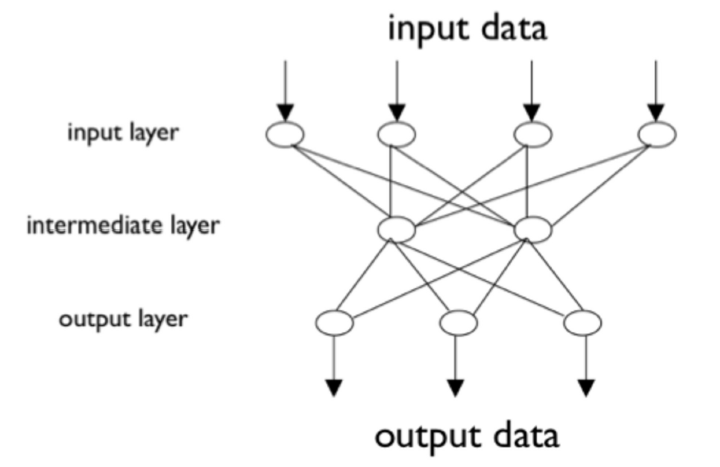 input data
input layer
intermediate layer
output layer
output data